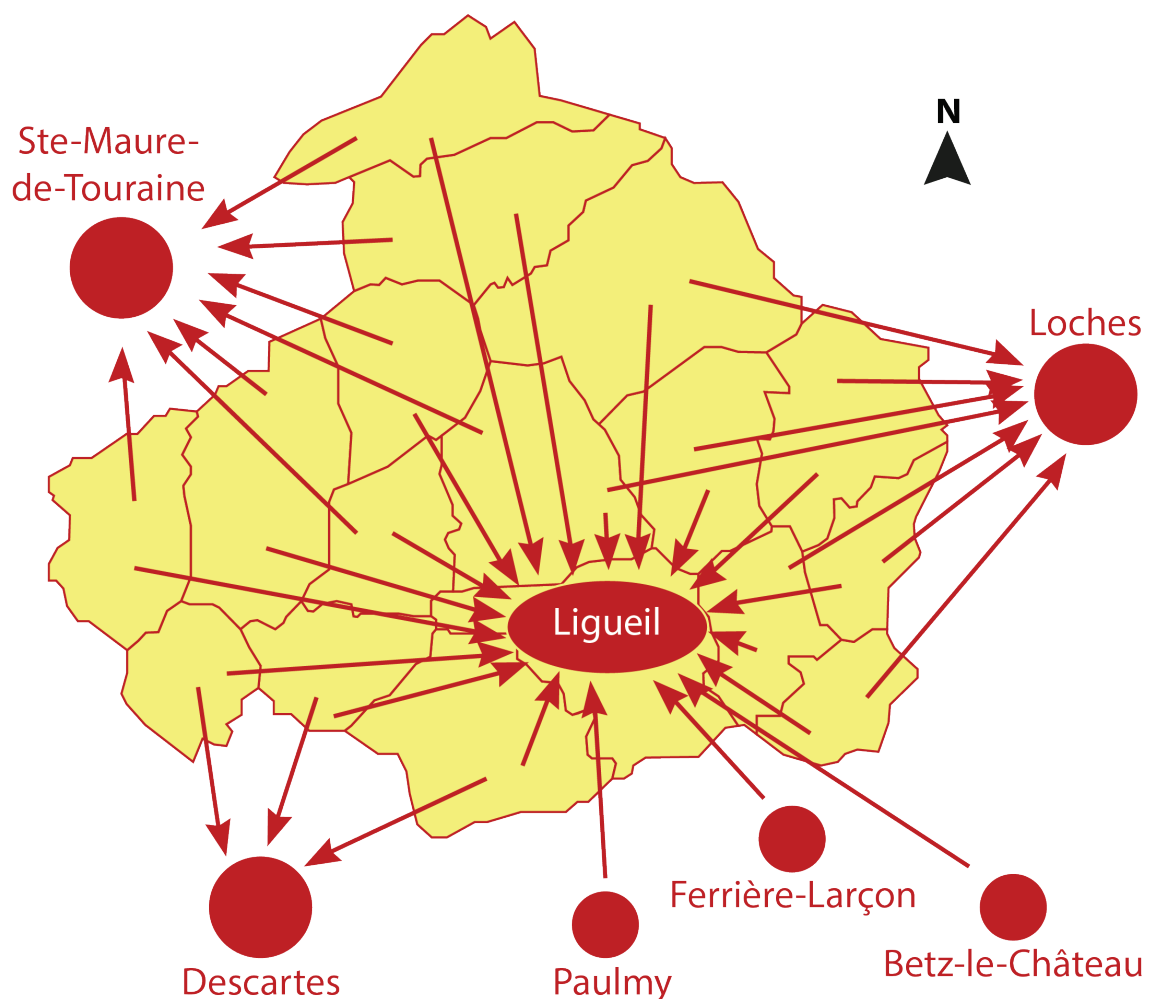 N
Ste-Maure-
de-Touraine
Loches
Ligueil
Ferrière-Larçon
Betz-le-Château
Descartes
Paulmy